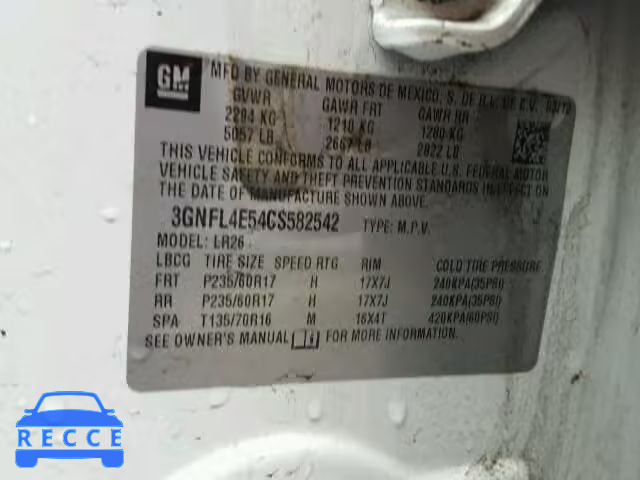 GM
MFD BY GENERAL MOTORS DE MEXICO, S. DE R.L. DE C.V.
GVWR GAWR FRT GAWR RR
2294 KG 1210 KG 1280 KG
5057 LB 2667 LB 2822 LB
THIS VEHICLE CONFORMS TO ALL APPLICABLE U.S. FEDERAL MOTOR
VEHICLE SAFETY AND THEFT PREVENTION STANDARDS IN EFFECT ON
THE DATE OF MANUFACTURE SHOWN ABOVE.
3GNFL4E54CS582542 TYPE: M.P.V.
MODEL: LR26
LBCG TIRE SIZE SPEED RTG RIM COLD TIRE PRESSURE
FRT P235/60R17 H 17X7J 240KPA(35PSI)
RR P235/60R17 H 17X7J 240KPA(35PSI)
SPA T135/70R16 M 16X4T 420KPA(60PSI)
SEE OWNER'S MANUAL FOR MORE INFORMATION
RECCE